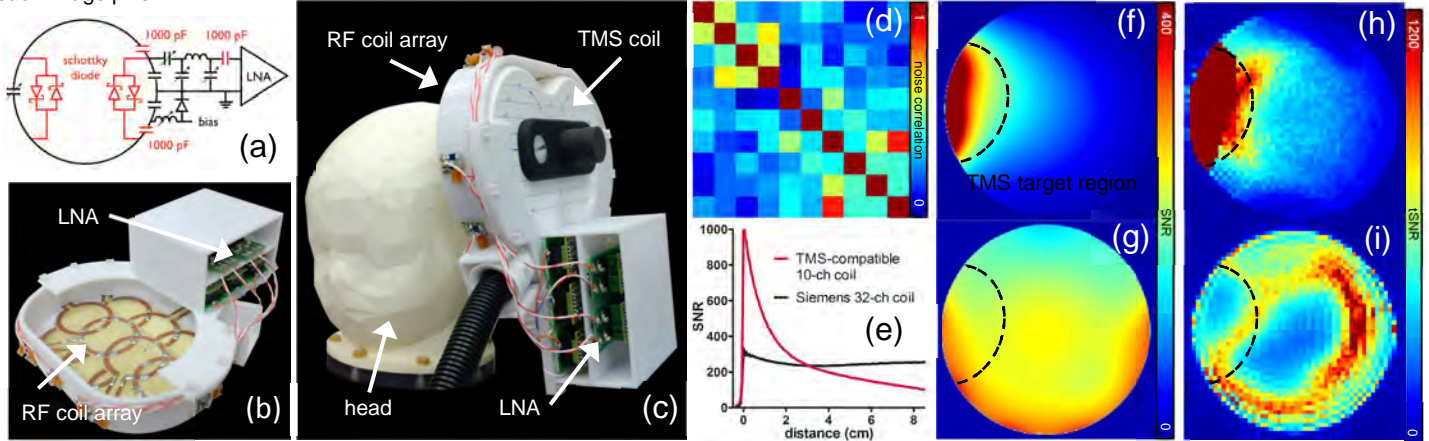 1000 pF
1000 pF
schottky
diode
LNA
bias
1000 pF
(a)
LNA
RF coil array
(b)
RF coil array
TMS coil
head
LNA
(c)
(d)
1
noise correlation
0
1000
800
600
400
200
0
SNR
TMS-compatible
10-ch coil
Siemens 32-ch coil
(e)
0
2
4
6
8
distance (cm)
(f)
TMS target region
(g)
400
SNR
0
(h)
(i)
1200
tSNR
0